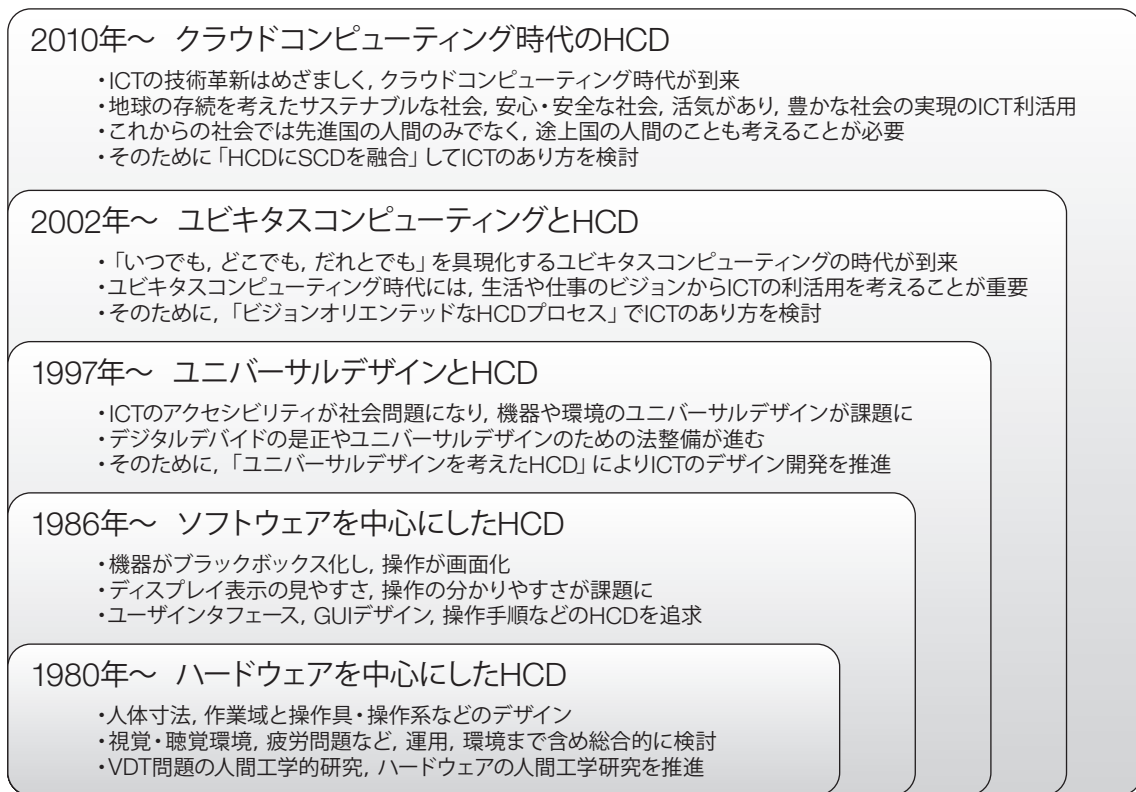 2010年～ クラウドコンピューティング時代のHCD
・ICTの技術革新はめざましく, クラウドコンピューティング時代が到来
・地球の存続を考えたサステナブルな社会, 安心・安全な社会, 活気があり, 豊かな社会の実現のICT利活用
・これからの社会では先進国の人間のみでなく, 途上国の人間のことも考えることが必要
・そのために「HCDにSCDを融合」してICTのあり方を検討
2002年～ ユビキタスコンピューティングとHCD
・「いつでも, どこでも, だれとでも」を具現化するユビキタスコンピューティングの時代が到来
・ユビキタスコンピューティング時代には, 生活や仕事のビジョンからICTの利活用を考えることが重要
・そのために, 「ビジョンオリエンテッドなHCDプロセス」でICTのあり方を検討
1997年～ ユニバーサルデザインとHCD
・ICTのアクセシビリティが社会問題になり, 機器や環境のユニバーサルデザインが課題に
・デジタルデバイドの是正やユニバーサルデザインのための法整備が進む
・そのために, 「ユニバーサルデザインを考えたHCD」によりICTのデザイン開発を推進
1986年～ ソフトウェアを中心にしたHCD
・機器がブラックボックス化し, 操作が画面化
・ディスプレイ表示の見やすさ, 操作の分かりやすさが課題に
・ユーザインタフェース, GUIデザイン, 操作手順などのHCDを追求
1980年～ ハードウェアを中心にしたHCD
・人体寸法, 作業域と操作具・操作系などのデザイン
・視覚・聴覚環境, 疲労問題など, 運用, 環境まで含め総合的に検討
・VDT問題の人間工学的研究, ハードウェアの人間工学研究を推進